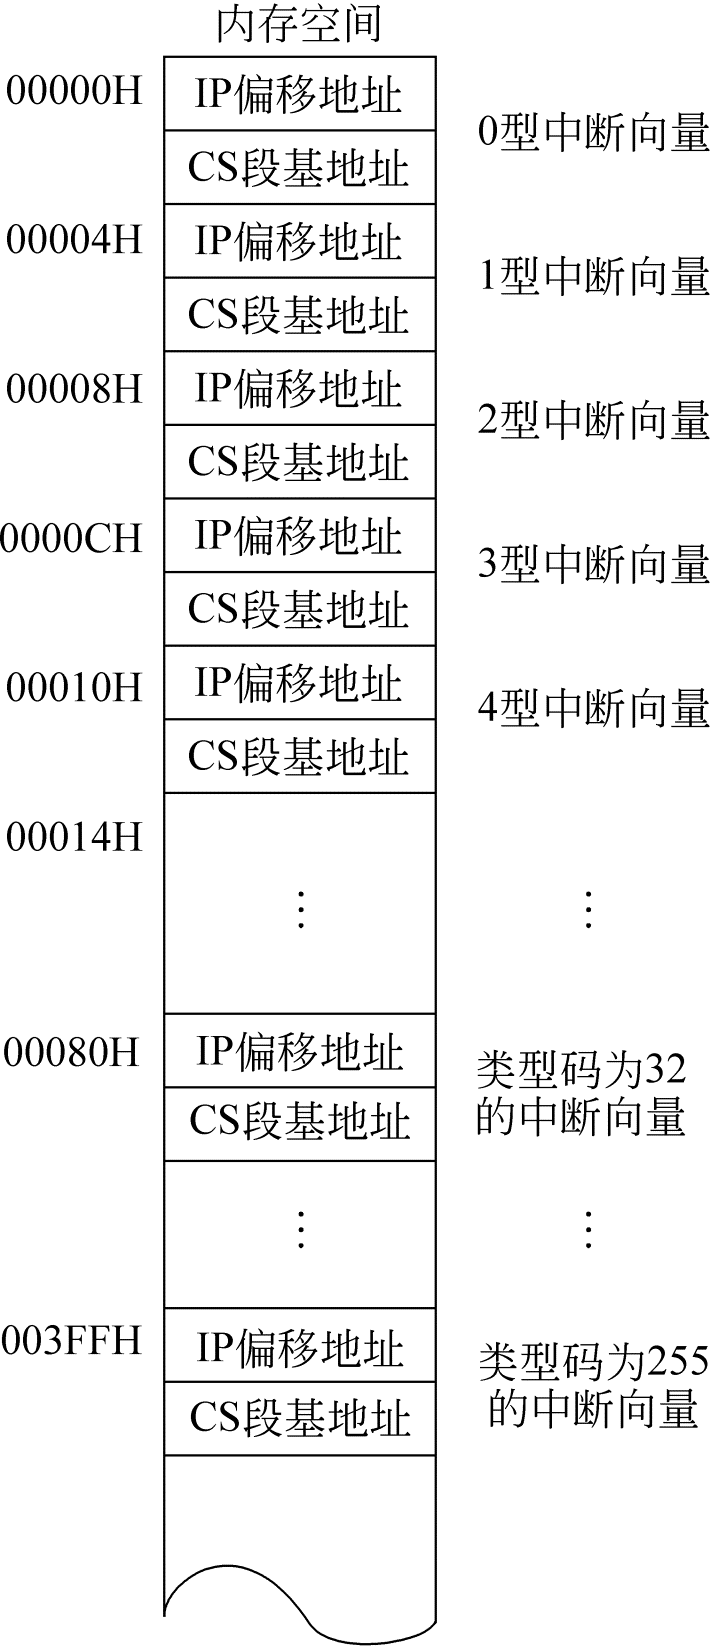 内存空间
00000H
IP偏移地址
0型中断向量
CS段基地址
00004H
IP偏移地址
1型中断向量
CS段基地址
00008H
IP偏移地址
2型中断向量
CS段基地址
0000CH
IP偏移地址
3型中断向量
CS段基地址
00010H
IP偏移地址
4型中断向量
CS段基地址
00014H
⋮
⋮
00080H
IP偏移地址
类型码为32
的中断向量
CS段基地址
⋮
⋮
003FFH
IP偏移地址
类型码为255
的中断向量
CS段基地址